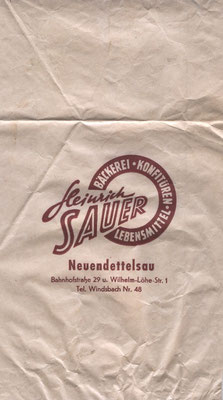 BÄCKEREI · KONFITÜREN ·
LEBENSMITTEL ·
Heinrich
SAUER
Neuendettelsau
Bahnhofstraße 29 u. Wilhelm-Löhe-Str. 1
Tel. Windsbach Nr. 48